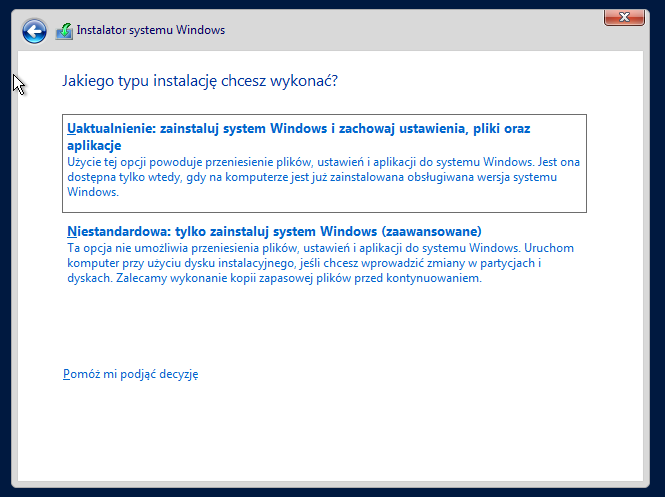 Instalator systemu Windows
Jakiego typu instalację chcesz wykonać?
Uaktualnienie: zainstaluj system Windows i zachowaj ustawienia, pliki oraz
aplikacje
Użycie tej opcji powoduje przeniesienie plików, ustawień i aplikacji do systemu Windows. Jest ona
dostępna tylko wtedy, gdy na komputerze jest już zainstalowana obsługiwana wersja systemu
Windows.
Niestandardowa: tylko zainstaluj system Windows (zaawansowane)
Ta opcja nie umożliwia przeniesienia plików, ustawień i aplikacji do systemu Windows. Uruchom
komputer przy użyciu dysku instalacyjnego, jeśli chcesz wprowadzić zmiany w partycjach i
dyskach. Zalecamy wykonanie kopii zapasowej plików przed kontynuowaniem.
Pomóż mi podjąć decyzję